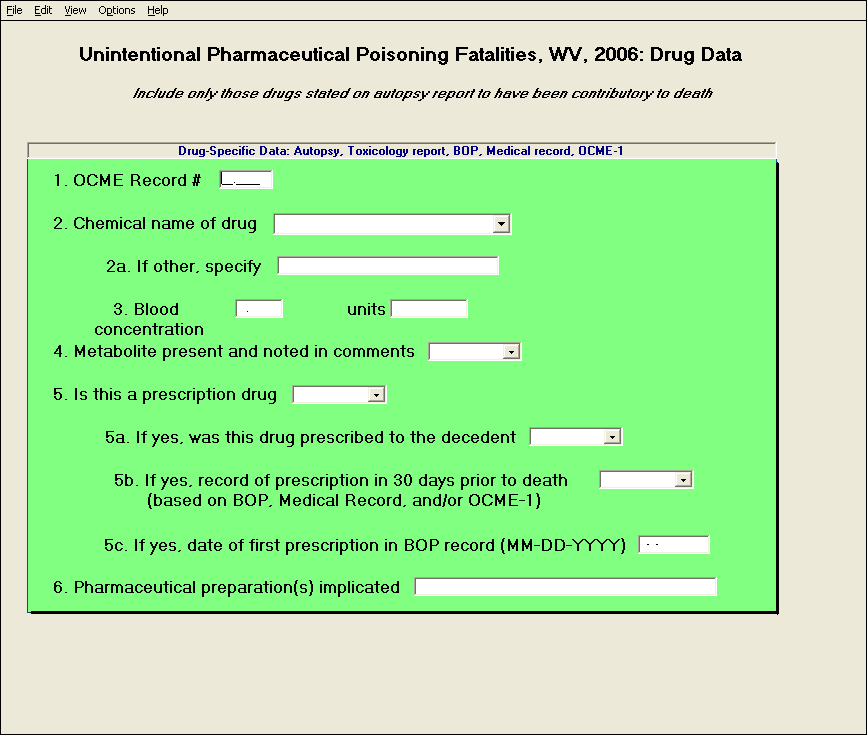 File Edit View Options Help
Unintentional Pharmaceutical Poisoning Fatalities, WV, 2006: Drug Data
Include only those drugs stated on autopsy report to have been contributory to death
Drug-Specific Data: Autopsy, Toxicology report, BOP, Medical record, OCME-1
1. OCME Record # __.____
2. Chemical name of drug
2a. If other, specify
3. Blood . units
concentration
4. Metabolite present and noted in comments
5. Is this a prescription drug
5a. If yes, was this drug prescribed to the decedent
5b. If yes, record of prescription in 30 days prior to death
(based on BOP, Medical Record, and/or OCME-1)
5c. If yes, date of first prescription in BOP record (MM-DD-YYYY) - -
6. Pharmaceutical preparation(s) implicated